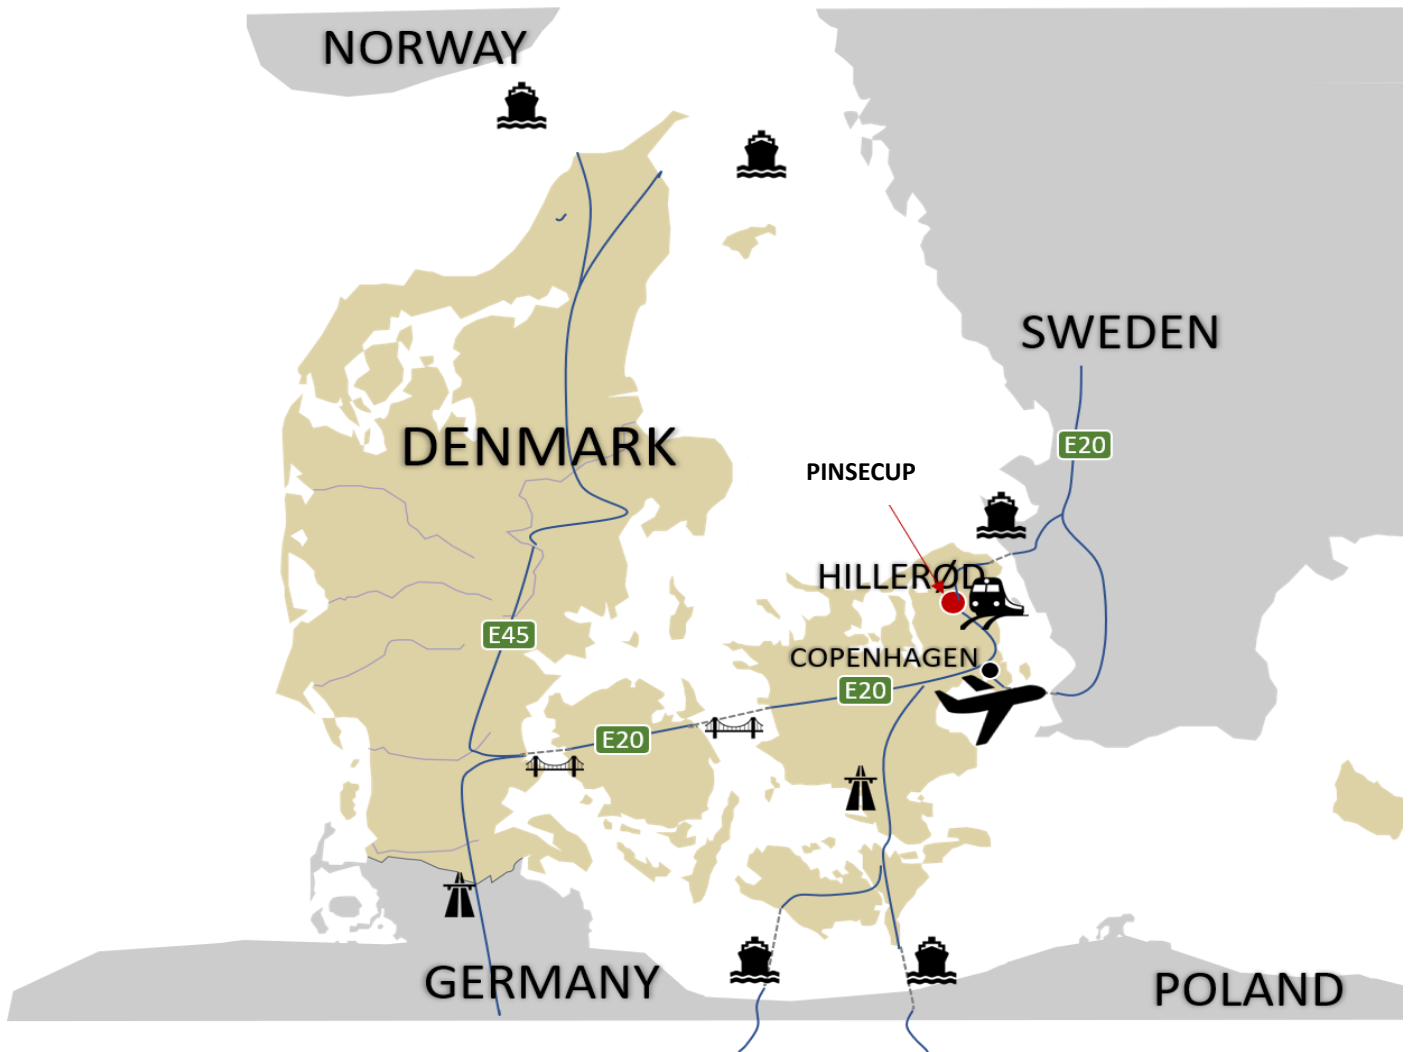 NORWAY
SWEDEN
E20
DENMARK
PINSECUP
HILLERØD
E45
COPENHAGEN
E20
E20
GERMANY
POLAND